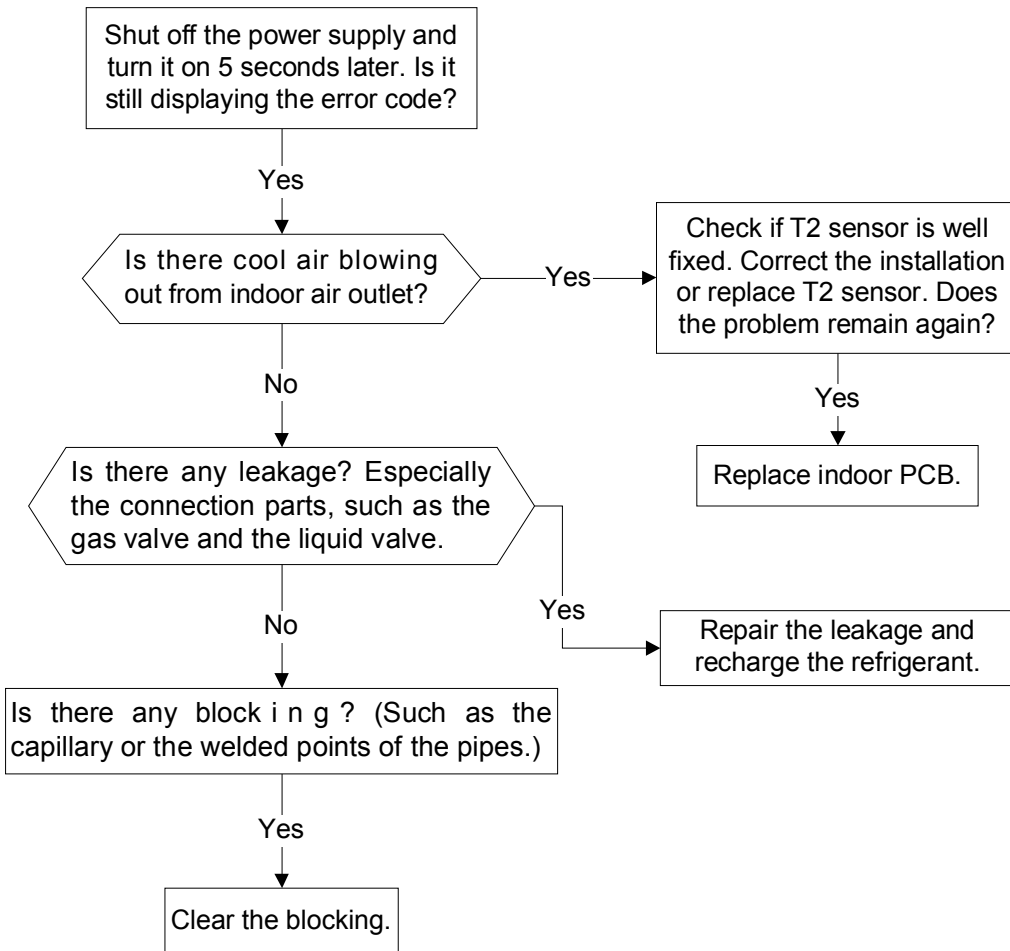 Shut off the power supply and
turn it on 5 seconds later. Is it
still displaying the error code?
Yes
Is there cool air blowing
out from indoor air outlet?
Yes
Check if T2 sensor is well
fixed. Correct the installation
or replace T2 sensor. Does
the problem remain again?
Yes
Replace indoor PCB.
No
Is there any leakage? Especially
the connection parts, such as the
gas valve and the liquid valve.
Yes
Repair the leakage and
recharge the refrigerant.
No
Is there any block i n g ? (Such as the
capillary or the welded points of the pipes.)
Yes
Clear the blocking.